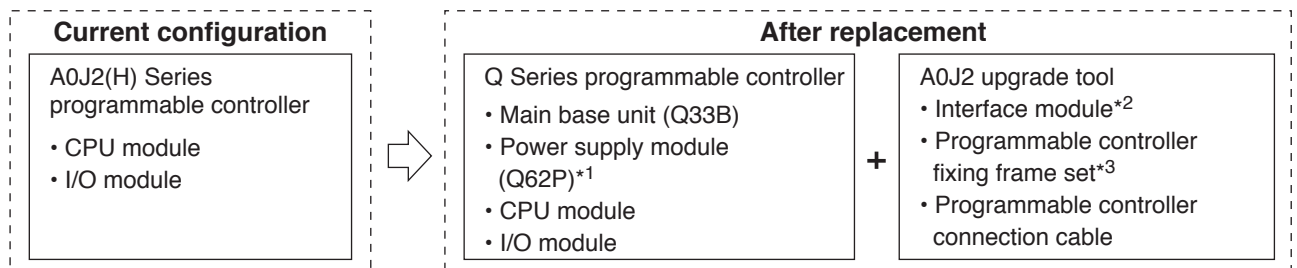 Current configuration
A0J2(H) Series
programmable controller
• CPU module
• I/O module
After replacement
Q Series programmable controller
• Main base unit (Q33B)
• Power supply module
(Q62P)*1
• CPU module
• I/O module
+
A0J2 upgrade tool
• Interface module*2
• Programmable controller
fixing frame set*3
• Programmable controller
connection cable